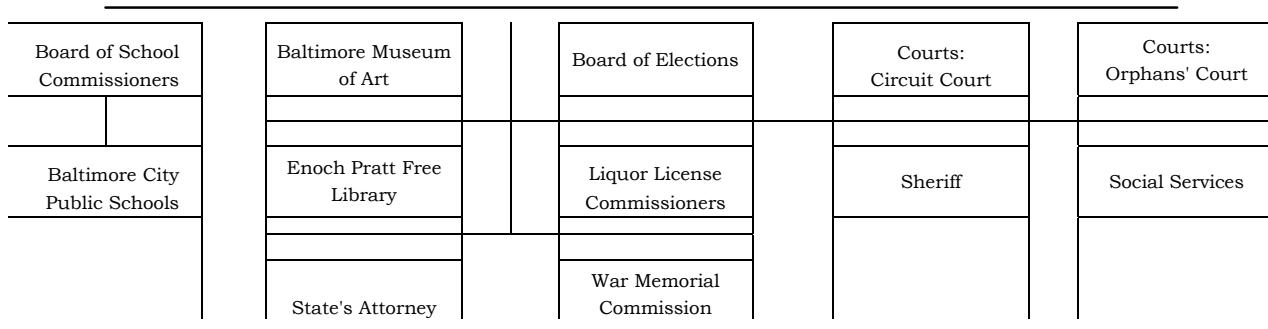 Board of School
Commissioners
Baltimore Museum
of Art
Board of Elections
Courts:
Circuit Court
Courts:
Orphans' Court
Baltimore City
Public Schools
Enoch Pratt Free
Library
Liquor License
Commissioners
Sheriff
Social Services
State's Attorney
War Memorial
Commission